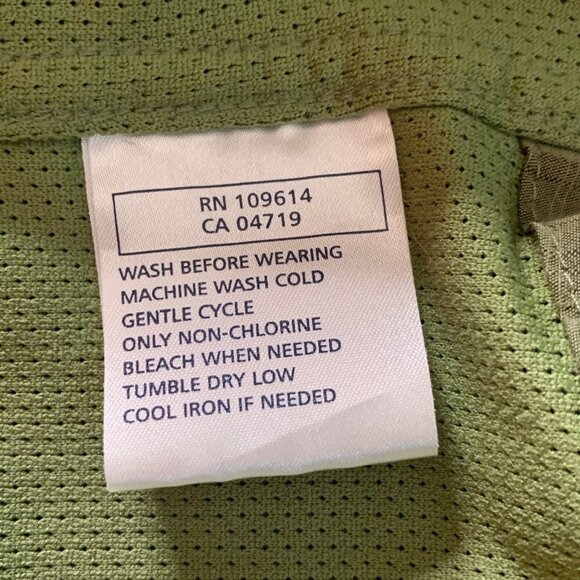 RN 109614
CA 04719
WASH BEFORE WEARING
MACHINE WASH COLD
GENTLE CYCLE
ONLY NON-CHLORINE
BLEACH WHEN NEEDED
TUMBLE DRY LOW
COOL IRON IF NEEDED